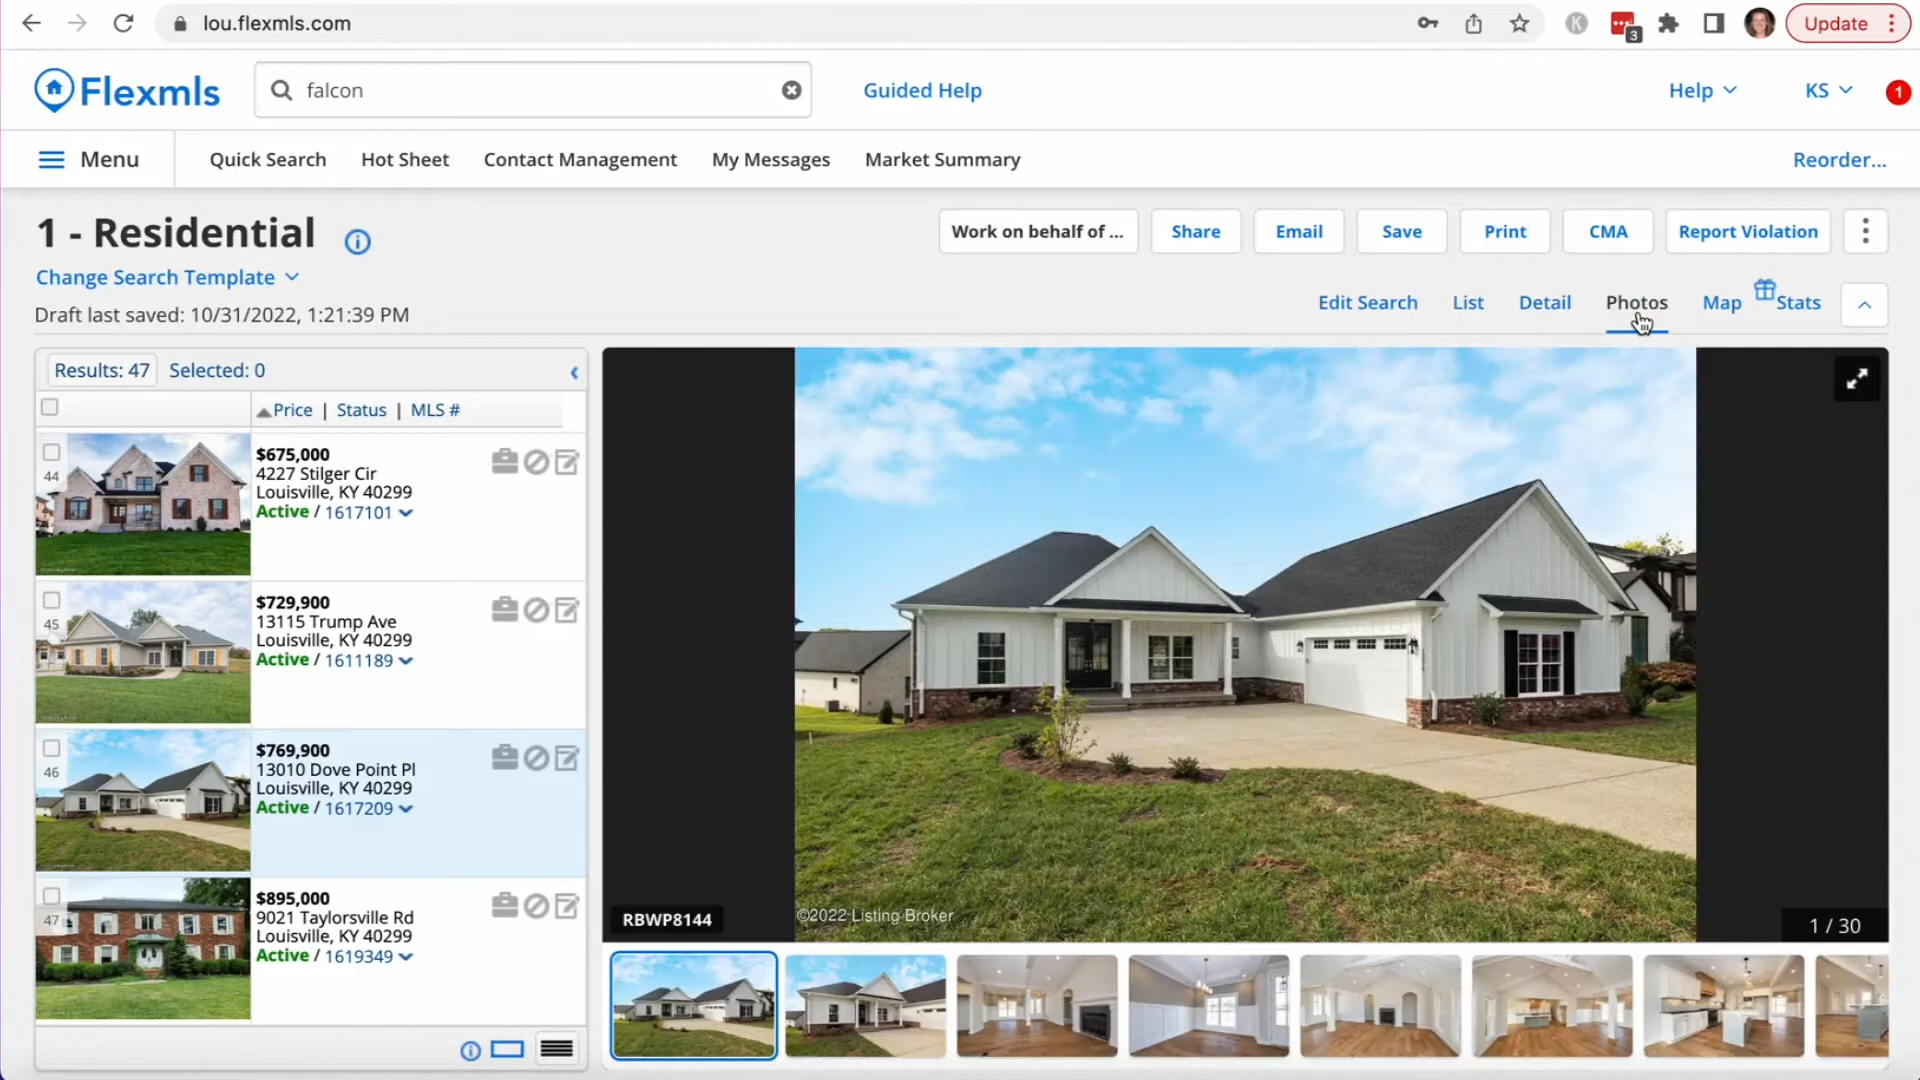 lou.flexmls.com
K
3
Update
Flexmls
falcon
Guided Help
Help
KS
1
Menu
Quick Search
Hot Sheet
Contact Management
My Messages
Market Summary
Reorder...
1 - Residential
Work on behalf of ...
Share
Email
Save
Print
CMA
Report Violation
Change Search Template
Draft last saved: 10/31/2022, 1:21:39 PM
Edit Search
List
Detail
Photos
Map
Stats
Results: 47
Selected: 0
Price | Status | MLS #
44
$675,000
4227 Stilger Cir
Louisville, KY 40299
Active / 1617101
45
$729,900
13115 Trump Ave
Louisville, KY 40299
Active / 1611189
46
$769,900
13010 Dove Point Pl
Louisville, KY 40299
Active / 1617209
47
$895,000
9021 Taylorsville Rd
Louisville, KY 40299
Active / 1619349
©2022 Listing Broker
RBWP8144
1 / 30